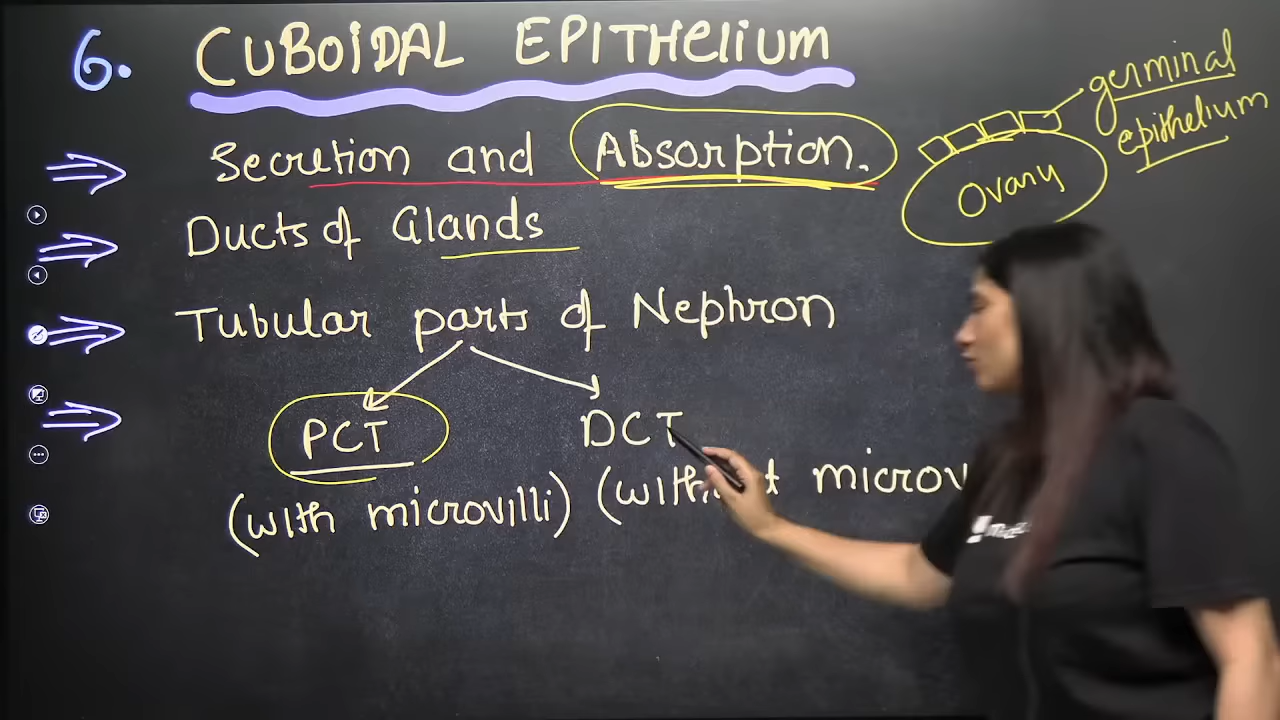 6. CUBOIDAL EPITHELIUM
Secretion and Absorption.
Ducts of Glands
Tubular parts of Nephron
PCT
DCT
(with microvilli)
germinal
epithelium
Ovary